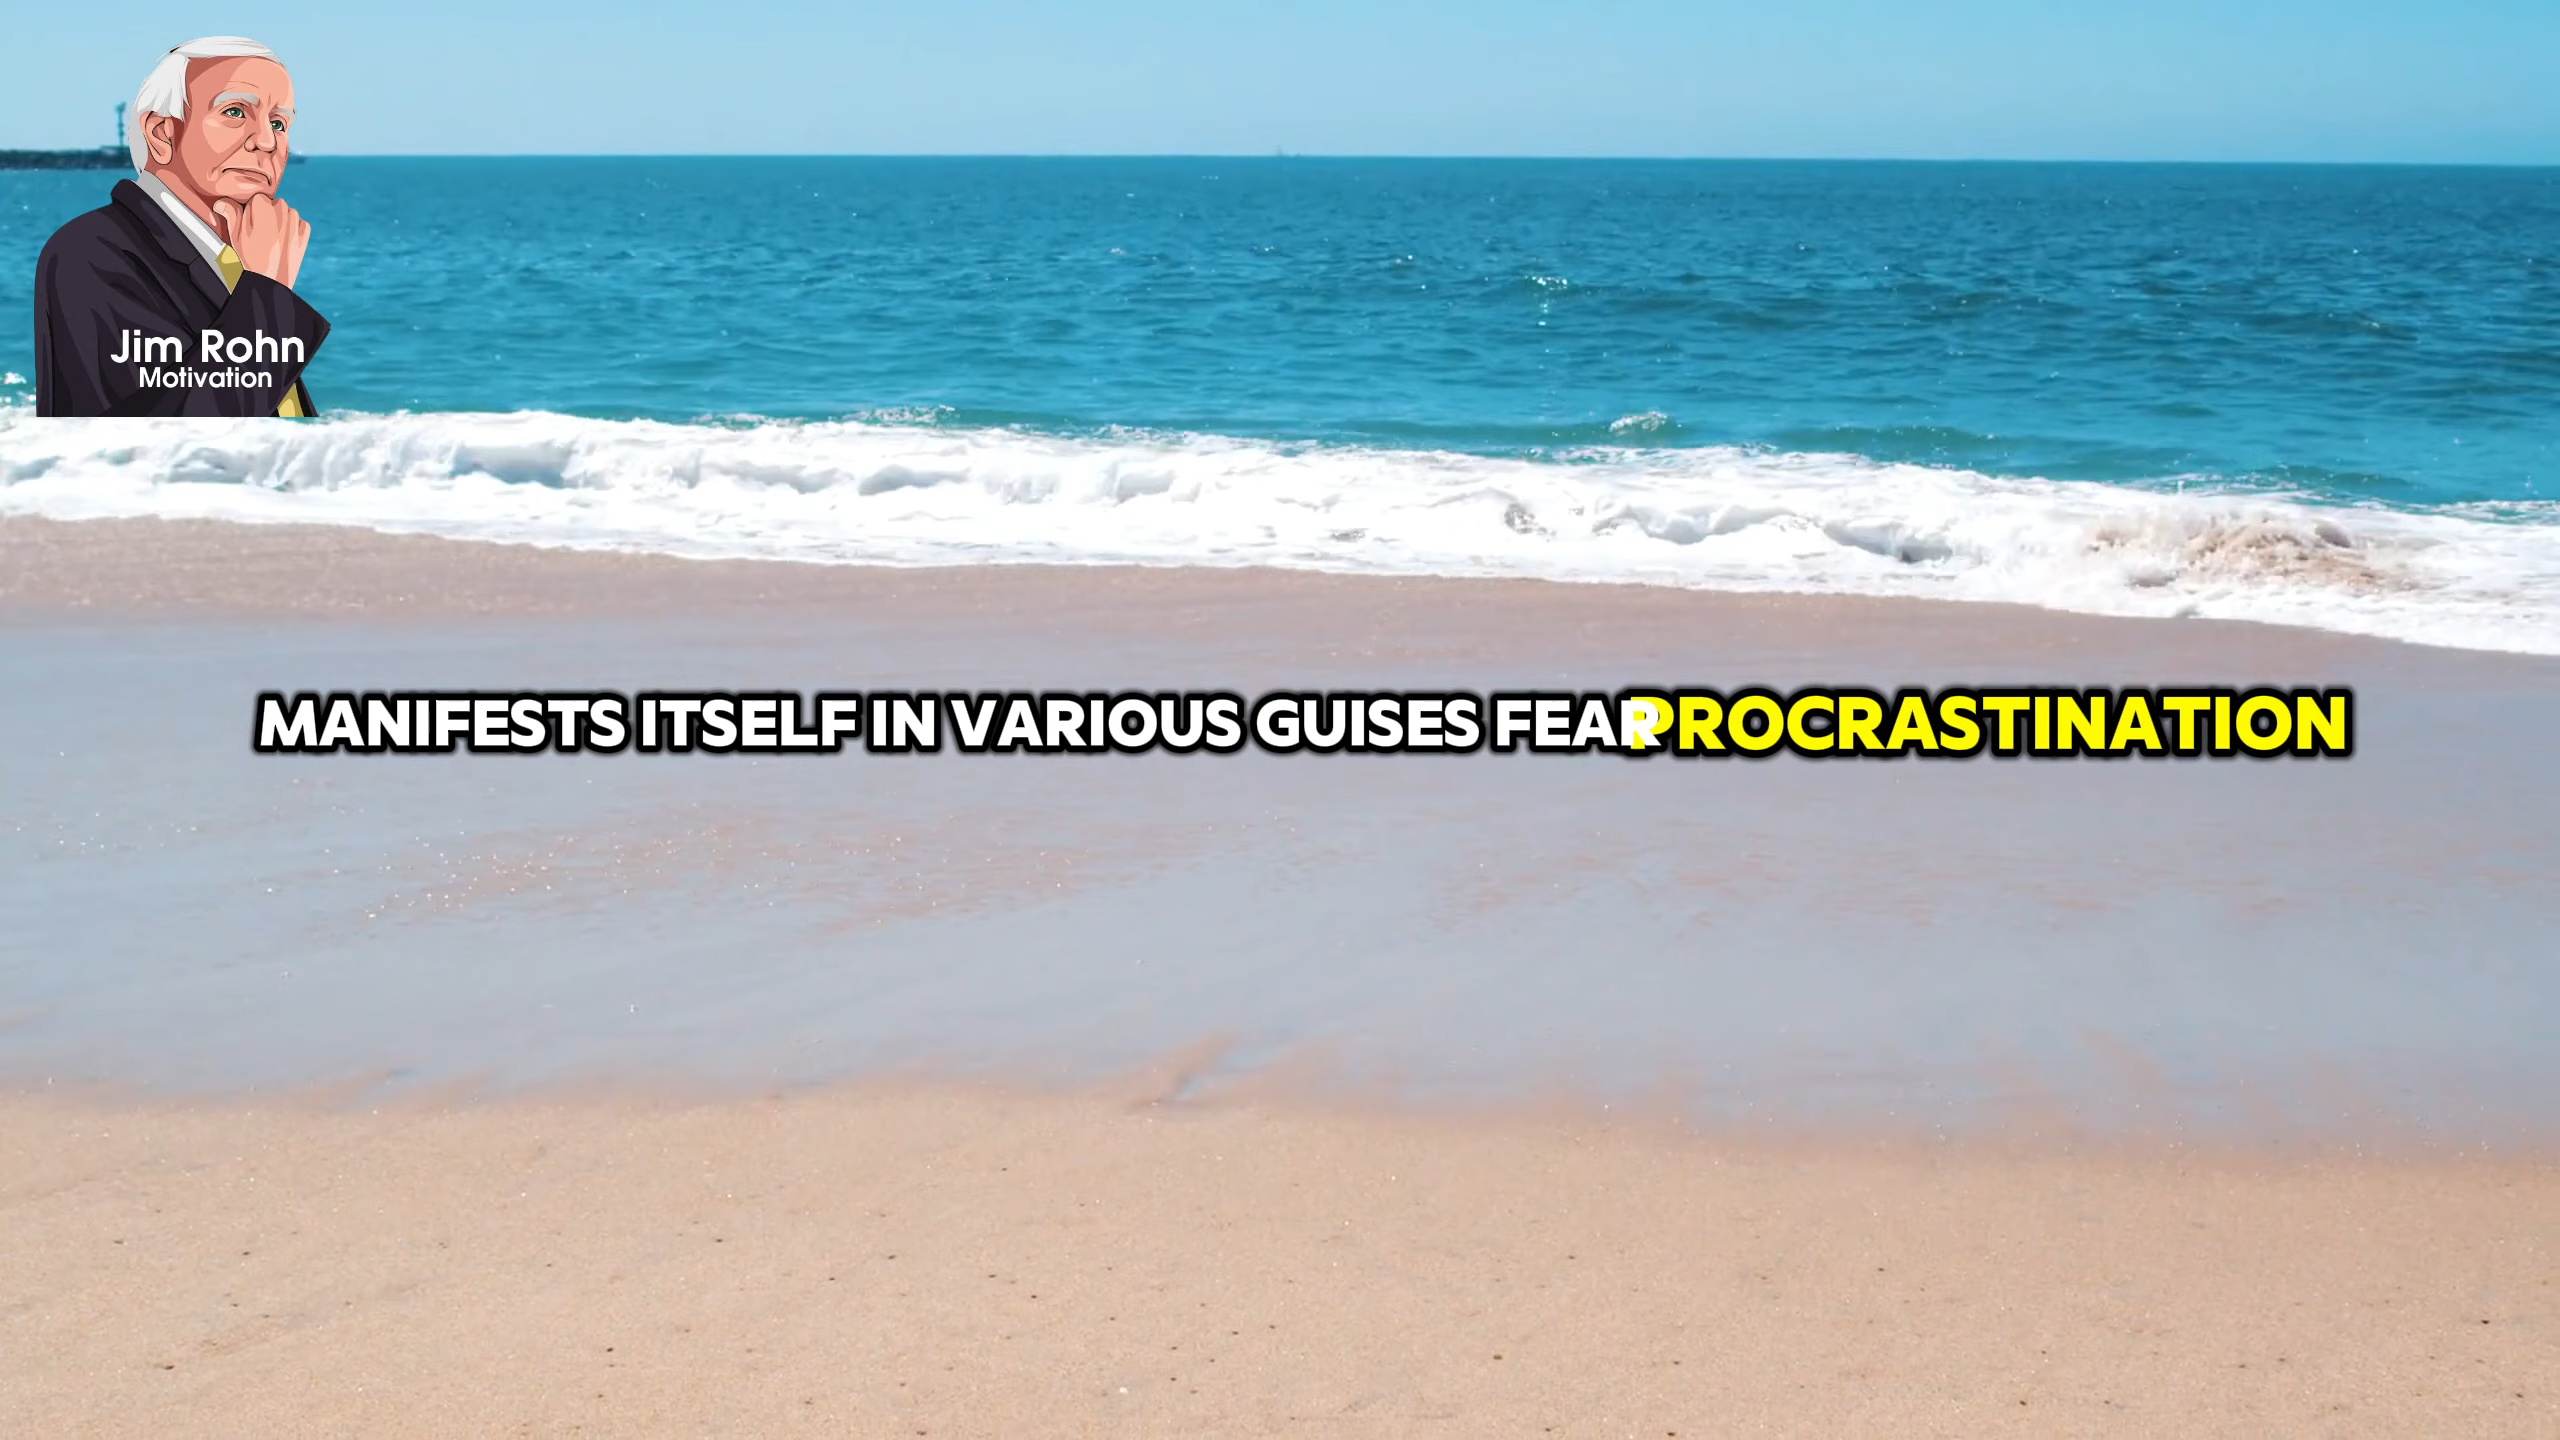 Jim Rohn
Motivation
MANIFESTS ITSELF IN VARIOUS GUISES FEAR PROCRASTINATION